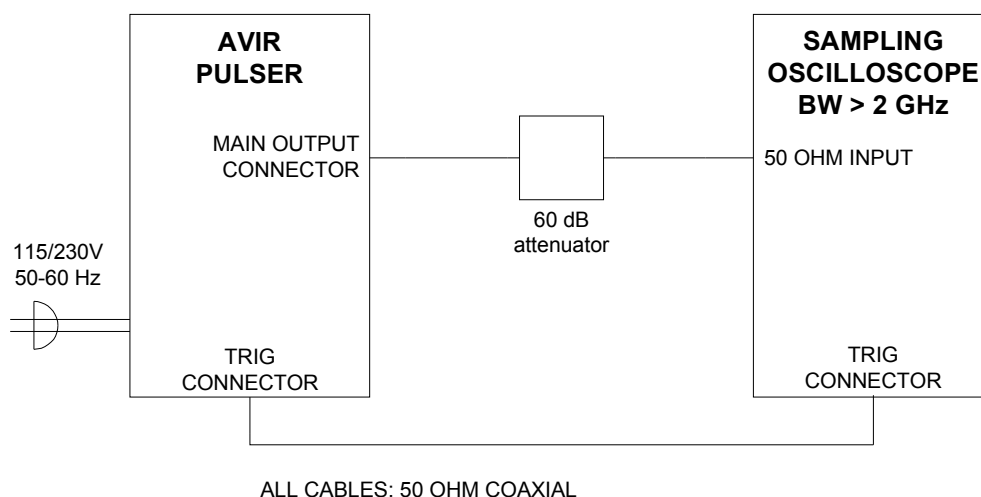 AVIR
PULSER
MAIN OUTPUT
CONNECTOR
TRIG
CONNECTOR
115/230V
50-60 Hz
60 dB
attenuator
SAMPLING
OSCILLOSCOPE
BW > 2 GHz
50 OHM INPUT
TRIG
CONNECTOR
ALL CABLES: 50 OHM COAXIAL